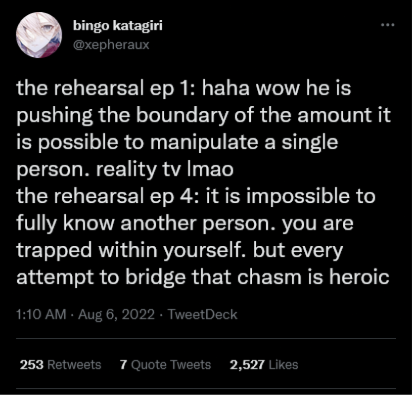 bingo katagiri
@xepheraux
the rehearsal ep 1: haha wow he is
pushing the boundary of the amount it
is possible to manipulate a single
person. reality tv lmao
the rehearsal ep 4: it is impossible to
fully know another person. you are
trapped within yourself. but every
attempt to bridge that chasm is heroic
1:10 AM · Aug 6, 2022 · TweetDeck
253 Retweets 7 Quote Tweets 2,527 Likes